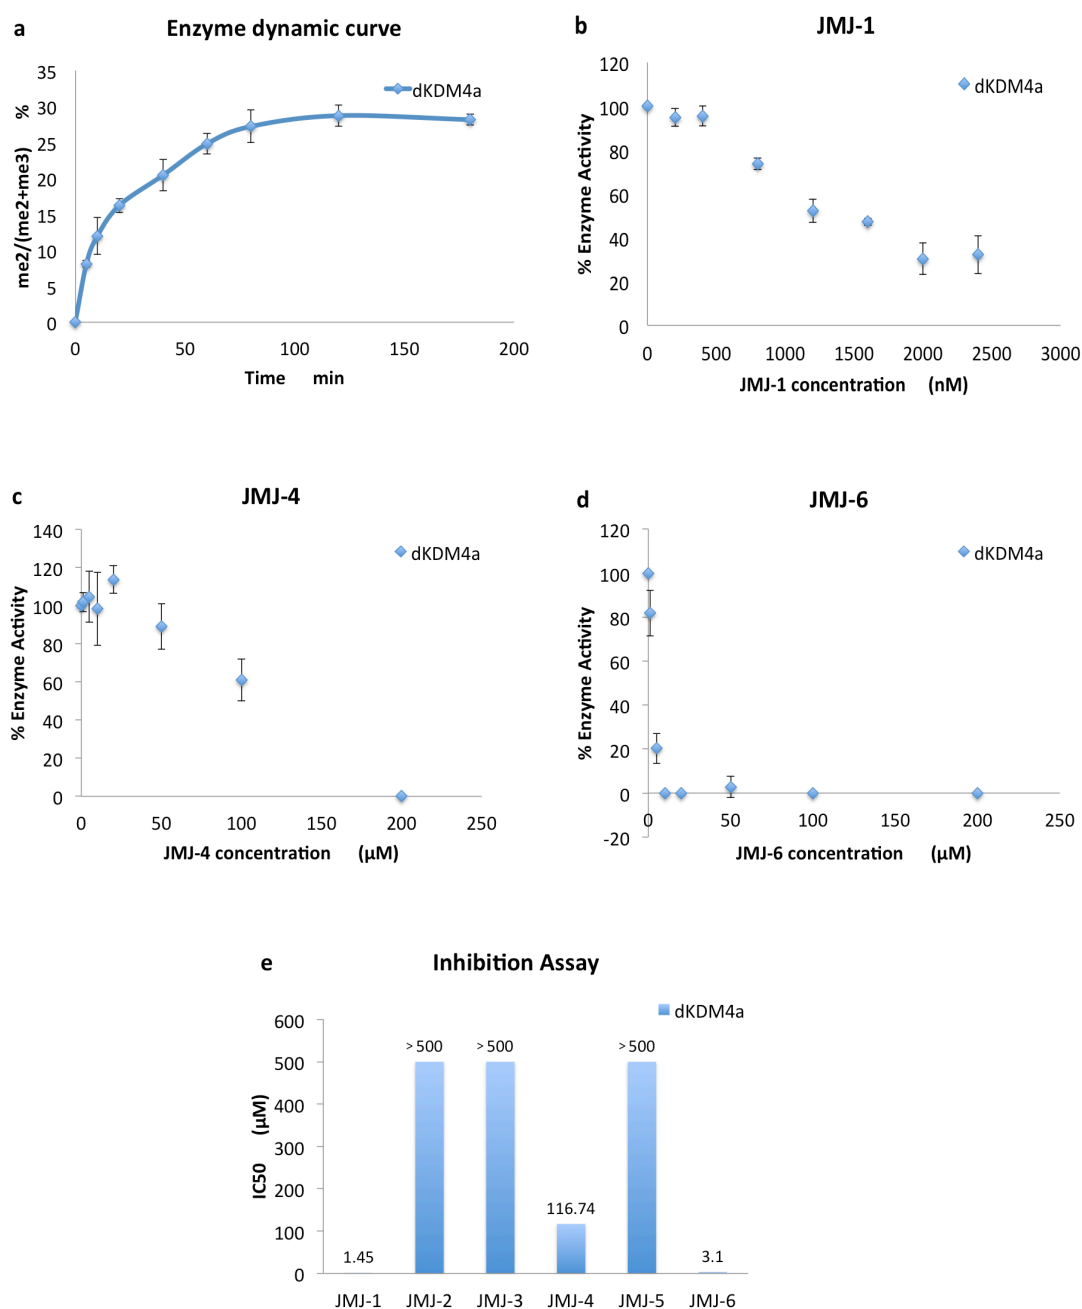 a
Enzyme dynamic curve
me2/(me2+me3) %
35
30
25
20
15
10
5
0
dKDM4a
0 50 100 150 200
Time min
b
JMJ-1
% Enzyme Activity
120
100
80
60
40
20
0
dKDM4a
0 500 1000 1500 2000 2500 3000
JMJ-1 concentration (nM)
c
JMJ-4
% Enzyme Activity
140
120
100
80
60
40
20
0
dKDM4a
0 50 100 150 200 250
JMJ-4 concentration (µM)
d
JMJ-6
% Enzyme Activity
120
100
80
60
40
20
0
-20
dKDM4a
0 50 100 150 200 250
JMJ-6 concentration (µM)
e
Inhibition Assay
IC50 (µM)
600
500
400
300
200
100
0
dKDM4a
1.45
>500
>500
116.74
>500
3.1
JMJ-1 JMJ-2 JMJ-3 JMJ-4 JMJ-5 JMJ-6